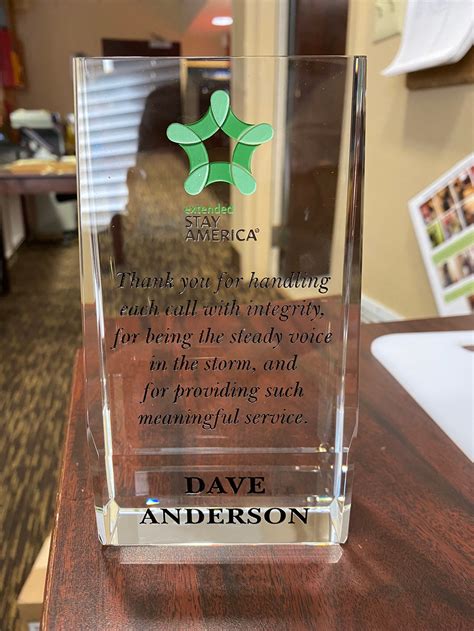 extended
STAY
AMERICA®
Thank you for handling
each call with integrity,
for being the steady voice
in the storm, and
for providing such
meaningful service.
DAVE
ANDERSON